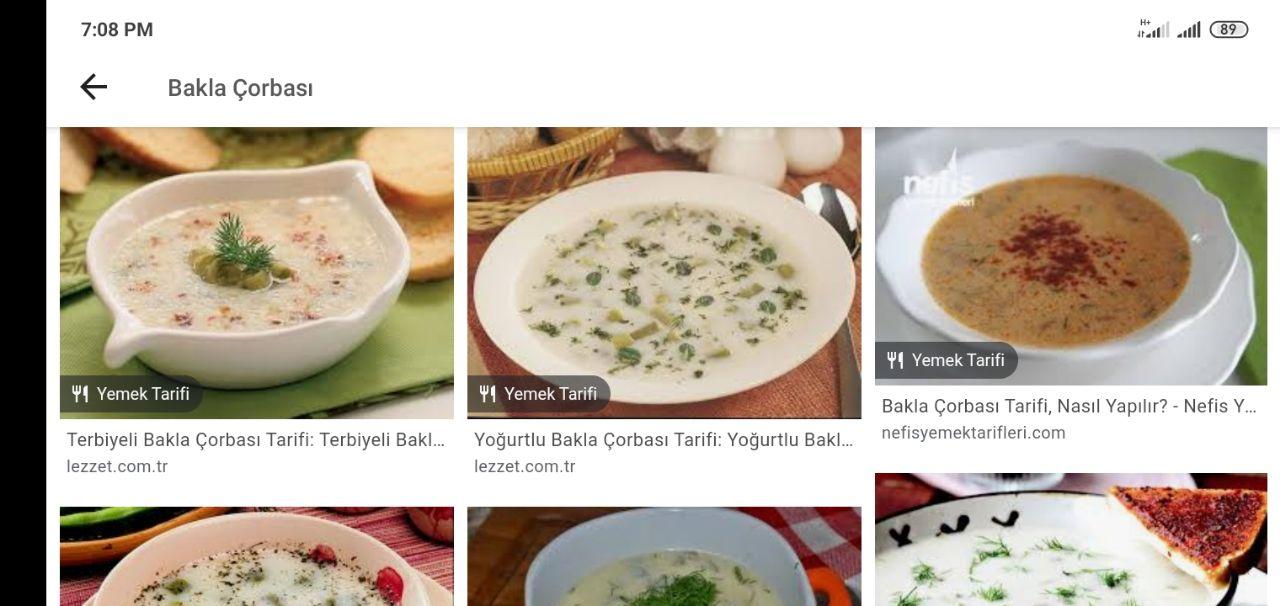 7:08 PM
H+
89
Bakla Çorbası
nefis
Yemek Tarifi
Yemek Tarifi
Yemek Tarifi
Terbiyeli Bakla Çorbası Tarifi: Terbiyeli Bakl...
lezzet.com.tr
Yoğurtlu Bakla Çorbası Tarifi: Yoğurtlu Bakl...
lezzet.com.tr
Bakla Çorbası Tarifi, Nasıl Yapılır? - Nefis Y...
nefisyemektarifleri.com